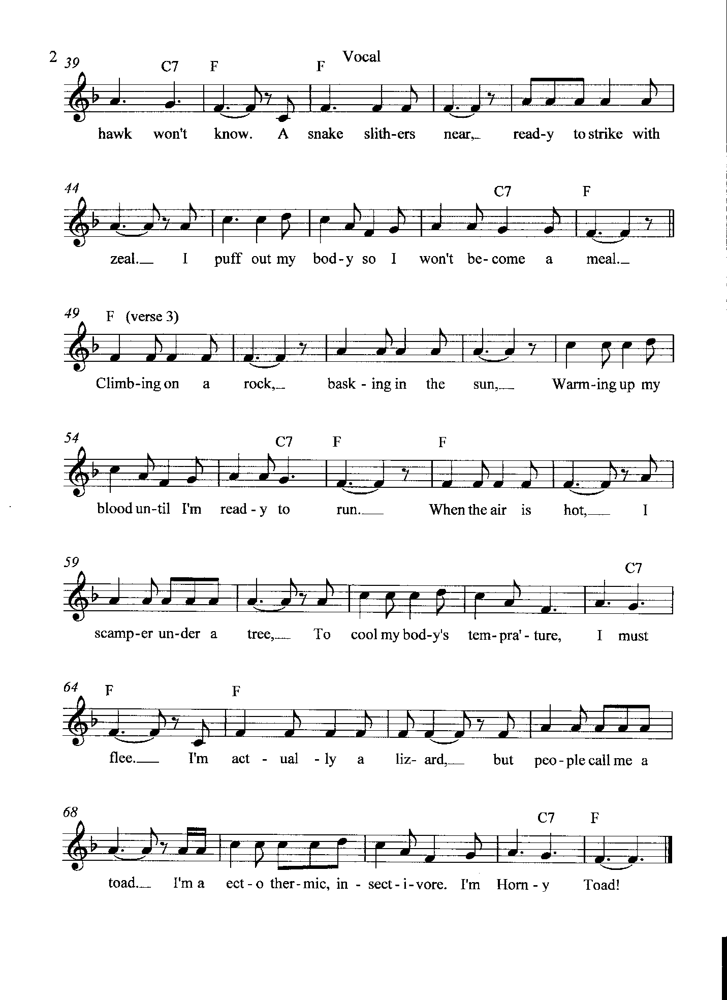 2
Vocal
39
C7 F F
hawk won't know. A snake slith-ers near, read-y to strike with
44
C7 F
zeal. I puff out my bod-y so I won't be-come a meal.
49
F (verse 3)
Climb-ing on a rock, bask-ing in the sun, Warm-ing up my
54
C7 F F
blood un-til I'm read-y to run. When the air is hot, I
59
C7
scamp-er un-der a tree, To cool my bod-y's tem-pra'-ture, I must
64
F F
flee. I'm act-ual-ly a liz-ard, but peo-ple call me a
68
C7 F
toad. I'm a ect-o ther-mic, in-sect-i-vore. I'm Horn-y Toad!